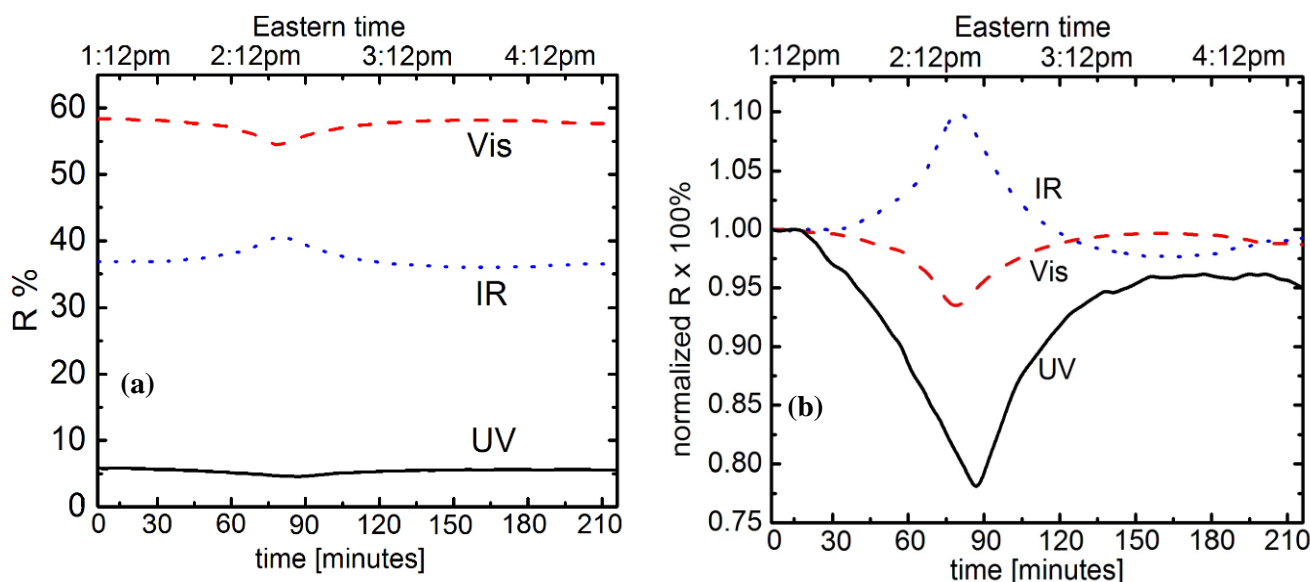 Eastern time
1:12pm 2:12pm 3:12pm 4:12pm
60
50
40
30
20
10
0
R %
Vis
IR
(a)
UV
0 30 60 90 120 150 180 210
time [minutes]
Eastern time
1:12pm 2:12pm 3:12pm 4:12pm
1.10
1.05
1.00
0.95
0.90
0.85
0.80
0.75
normalized R x 100%
IR
Vis
UV
(b)
0 30 60 90 120 150 180 210
time [minutes]